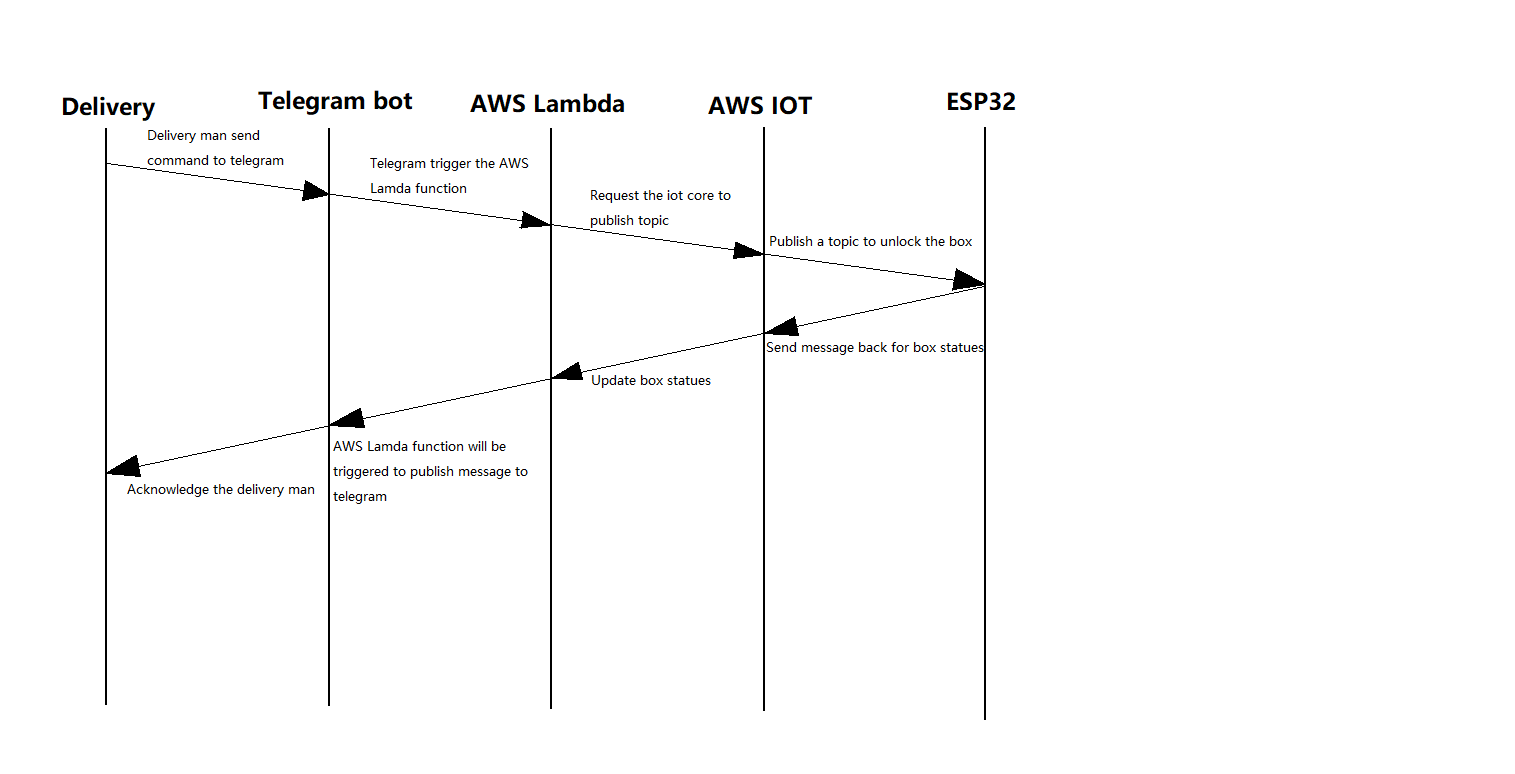 Delivery
Telegram bot
AWS Lambda
AWS IOT
ESP32
Delivery man send
command to telegram
Telegram trigger the AWS
Lamda function
Request the iot core to
publish topic
Publish a topic to unlock the box
Send message back for box statues
Update box statues
AWS Lamda function will be
triggered to publish message to
telegram
Acknowledge the delivery man